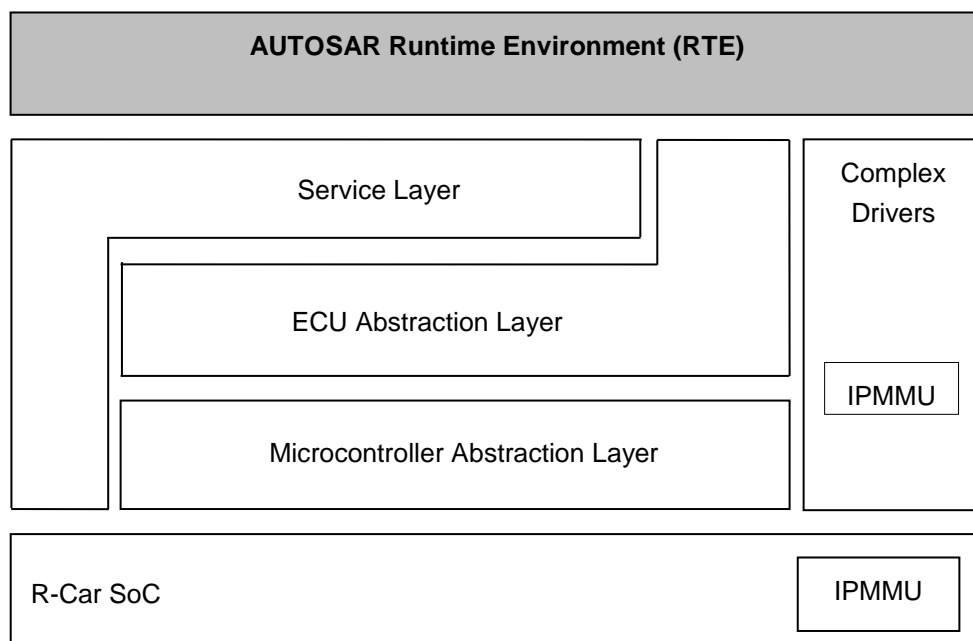 AUTOSAR Runtime Environment (RTE)
Service Layer
Complex
Drivers
ECU Abstraction Layer
IPMMU
Microcontroller Abstraction Layer
R-Car SoC
IPMMU